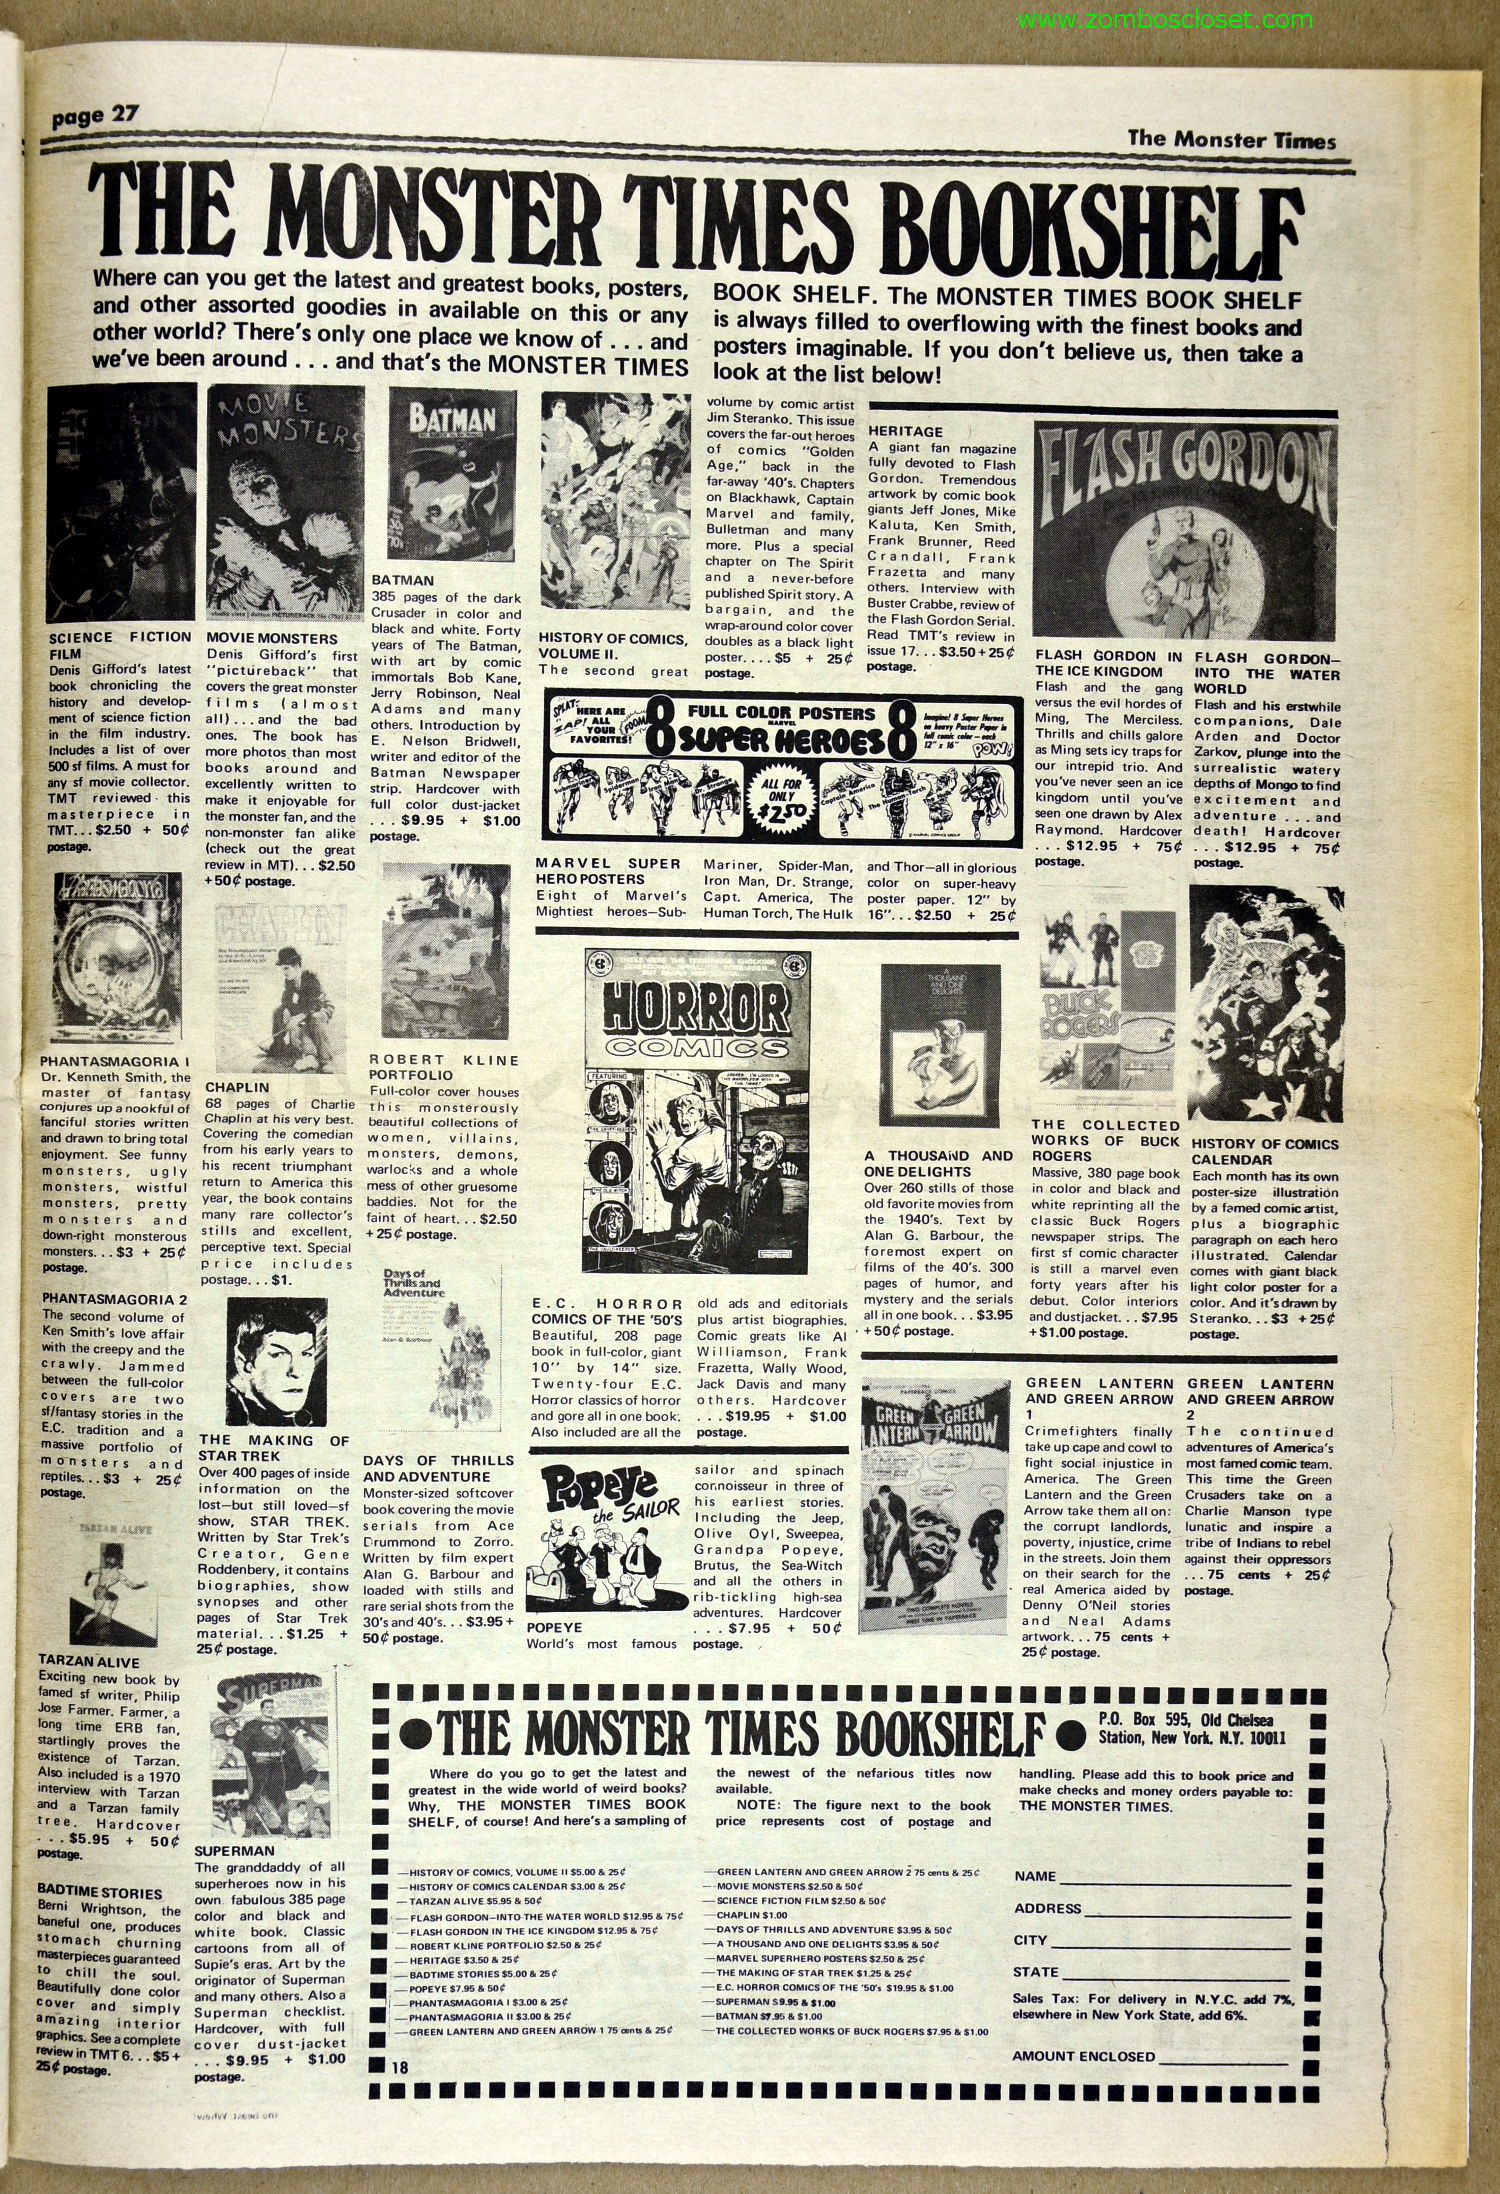 www.zomboscloset.com
page 27
The Monster Times
THE MONSTER TIMES BOOKSHELF
Where can you get the latest and greatest books, posters,
and other assorted goodies in available on this or any
other world? There's only one place we know of . . . and
we've been around . . . and that's the MONSTER TIMES
BOOK SHELF. The MONSTER TIMES BOOK SHELF
is always filled to overflowing with the finest books and
posters imaginable. If you don't believe us, then take a
look at the list below!
SCIENCE FICTION
FILM
Denis Gifford's latest
book chronicling the
history and develop-
ment of science fiction
in the film industry.
Includes a list of over
500 sf films. A must for
any sf movie collector.
TMT reviewed this
masterpiece in
TMT. . .$2.50 + 50¢
postage.
PHANTASMAGORIA I
Dr. Kenneth Smith, the
master of fantasy
conjures up a nookful of
fanciful stories written
and drawn to bring total
enjoyment. See funny
monsters, ugly
monsters, wistful
monsters, pretty
monsters and
down-right monsterous
monsters. . .$3 + 25¢
postage.
PHANTASMAGORIA 2
The second volume of
Ken Smith's love affair
with the creepy and the
crawly. Jammed
between the full-color
covers are two
sf/fantasy stories in the
E.C. tradition and a
massive portfolio of
monsters and
reptiles. . .$3 + 25¢
postage.
TARZAN ALIVE
TARZAN ALIVE
Exciting new book by
famed sf writer, Philip
Jose Farmer. Farmer, a
long time ERB fan,
startlingly proves the
existence of Tarzan.
Also included is a 1970
interview with Tarzan
and a Tarzan family
tree. Hardcover
. . .$5.95 + 50¢
postage.
BADTIME STORIES
Berni Wrightson, the
baneful one, produces
stomach churning
masterpieces guaranteed
to chill the soul.
Beautifully done color
cover and simply
amazing interior
graphics. See a complete
review in TMT 6. . .$5 +
25¢ postage.
MOVIE
MONSTERS
MOVIE MONSTERS
Denis Gifford's first
"pictureback" that
covers the great monster
films (almost
all). . .and the bad
ones. The book has
more photos than most
books around and
excellently written to
make it enjoyable for
the monster fan, and the
non-monster fan alike
(check out the great
review in MT). . .$2.50
+50¢ postage.
CHAPLIN
CHAPLIN
68 pages of Charlie
Chaplin at his very best.
Covering the comedian
from his early years to
his recent triumphant
return to America this
year, the book contains
many rare collector's
stills and excellent,
perceptive text. Special
price includes
postage. . .$1.
THE MAKING OF
STAR TREK
Over 400 pages of inside
information on the
lost—but still loved—sf
show, STAR TREK.
Written by Star Trek's
Creator, Gene
Roddenbery, it contains
biographies, show
synopses and other
pages of Star Trek
material. . .$1.25 +
25¢ postage.
SUPERMAN
SUPERMAN
The granddaddy of all
superheroes now in his
own fabulous 385 page
color and black and
white book. Classic
cartoons from all of
Supie's eras. Art by the
originator of Superman
and many others. Also a
Superman checklist.
Hardcover, with full
cover dust-jacket
. . .$9.95 + $1.00
postage.
BATMAN
BATMAN
385 pages of the dark
Crusader in color and
black and white. Forty
years of The Batman,
with art by comic
immortals Bob Kane,
Jerry Robinson, Neal
Adams and many
others. Introduction by
E. Nelson Bridwell,
writer and editor of the
Batman Newspaper
strip. Hardcover with
full color dust-jacket
. . .$9.95 + $1.00
postage.
ROBERT KLINE
PORTFOLIO
Full-color cover houses
this monsterously
beautiful collections of
women, villains,
monsters, demons,
warlocks and a whole
mess of other gruesome
baddies. Not for the
faint of heart. . .$2.50
+ 25¢ postage.
Days of
Thrills and
Adventure
DAYS OF THRILLS
AND ADVENTURE
Monster-sized softcover
book covering the movie
serials from Ace
Drummond to Zorro.
Written by film expert
Alan G. Barbour and
loaded with stills and
rare serial shots from the
30's and 40's. . .$3.95 +
50¢ postage.
HISTORY OF COMICS,
VOLUME II.
The second great
volume by comic artist
Jim Steranko. This issue
covers the far-out heroes
of comics "Golden
Age," back in the
far-away '40's. Chapters
on Blackhawk, Captain
Marvel and family,
Bulletman and many
more. Plus a special
chapter on The Spirit
and a never-before
published Spirit story. A
bargain, and the
wrap-around color cover
doubles as a black light
poster. . . .$5 + 25¢
postage.
HERITAGE
A giant fan magazine
fully devoted to Flash
Gordon. Tremendous
artwork by comic book
giants Jeff Jones, Mike
Kaluta, Ken Smith,
Frank Brunner, Reed
Crandall, Frank
Frazetta and many
others. Interview with
Buster Crabbe, review of
the Flash Gordon Serial.
Read TMT's review in
issue 17. . .$3.50 + 25¢
postage.
SPLAT!
ZAP!
HERE ARE
ALL
YOUR
FAVORITES!
FOOM!
8 FULL COLOR POSTERS 8
MARVEL
SUPER HEROES
Imagine! 8 Super Heroes
on heavy Poster Paper in
full comic color — each
12" x 16"
POW!
Spiderman
Iron Man
Dr. Strange
ALL FOR
ONLY
$2.50
Captain America
The Human Torch
MARVEL SUPER
HERO POSTERS
Eight of Marvel's
Mightiest heroes—Sub-
Mariner, Spider-Man,
Iron Man, Dr. Strange,
Capt. America, The
Human Torch, The Hulk
and Thor—all in glorious
color on super-heavy
poster paper. 12" by
16". . .$2.50 + 25¢
HORROR
COMICS
FEATURING
THE CRYPT-KEEPER
THE OLD WITCH
THE VAULT-KEEPER
E.C. HORROR
COMICS OF THE '50'S
Beautiful, 208 page
book in full-color, giant
10" by 14" size.
Twenty-four E.C.
Horror classics of horror
and gore all in one book.
Also included are all the
old ads and editorials
plus artist biographies.
Comic greats like Al
Williamson, Frank
Frazetta, Wally Wood,
Jack Davis and many
others. Hardcover
. . .$19.95 + $1.00
postage.
Popeye
the SAILOR
POPEYE
World's most famous
sailor and spinach
connoisseur in three of
his earliest stories.
Including the Jeep,
Olive Oyl, Sweepea,
Grandpa Popeye,
Brutus, the Sea-Witch
and all the others in
rib-tickling high-sea
adventures. Hardcover
. . .$7.95 + 50¢
postage.
A
THOUSAND
AND ONE
DELIGHTS
A THOUSAND AND
ONE DELIGHTS
Over 260 stills of those
old favorite movies from
the 1940's. Text by
Alan G. Barbour, the
foremost expert on
films of the 40's. 300
pages of humor, and
mystery and the serials
all in one book. . .$3.95
+ 50¢ postage.
FLASH GORDON
FLASH GORDON IN
THE ICE KINGDOM
Flash and the gang
versus the evil hordes of
Ming, The Merciless.
Thrills and chills galore
as Ming sets icy traps for
our intrepid trio. And
you've never seen an ice
kingdom until you've
seen one drawn by Alex
Raymond. Hardcover
. . .$12.95 + 75¢
postage.
FLASH GORDON—
INTO THE WATER
WORLD
Flash and his erstwhile
companions, Dale
Arden and Doctor
Zarkov, plunge into the
surrealistic watery
depths of Mongo to find
excitement and
adventure . . .and
death! Hardcover
. . .$12.95 + 75¢
postage.
BUCK
ROGERS
THE COLLECTED
WORKS OF BUCK
ROGERS
Massive, 380 page book
in color and black and
white reprinting all the
classic Buck Rogers
newspaper strips. The
first sf comic character
is still a marvel even
forty years after his
debut. Color interiors
and dustjacket. . .$7.95
+$1.00 postage.
HISTORY OF COMICS
CALENDAR
Each month has its own
poster-size illustration
by a famed comic artist,
plus a biographic
paragraph on each hero
illustrated. Calendar
comes with giant black
light color poster for a
color. And it's drawn by
Steranko. . .$3 +25¢
postage.
PAPERBACK COMICS
GREEN LANTERN
GREEN ARROW
TWO COMPLETE NOVELS
FIRST TIME IN PAPERBACK
GREEN LANTERN
AND GREEN ARROW
1
Crimefighters finally
take up cape and cowl to
fight social injustice in
America. The Green
Lantern and the Green
Arrow take them all on:
the corrupt landlords,
poverty, injustice, crime
in the streets. Join them
on their search for the
real America aided by
Denny O'Neil stories
and Neal Adams
artwork. . .75 cents +
25¢ postage.
GREEN LANTERN
AND GREEN ARROW
2
The continued
adventures of America's
most famed comic team.
This time the Green
Crusaders take on a
Charlie Manson type
lunatic and inspire a
tribe of Indians to rebel
against their oppressors
. . .75 cents + 25¢
postage.
THE MONSTER TIMES BOOKSHELF
P.O. Box 595, Old Chelsea
Station, New York. N.Y. 10011
Where do you go to get the latest and
greatest in the wide world of weird books?
Why, THE MONSTER TIMES BOOK
SHELF, of course! And here's a sampling of
the newest of the nefarious titles now
available.
NOTE: The figure next to the book
price represents cost of postage and
handling. Please add this to book price and
make checks and money orders payable to:
THE MONSTER TIMES.
—HISTORY OF COMICS, VOLUME II $5.00 & 25¢
—HISTORY OF COMICS CALENDAR $3.00 & 25¢
—TARZAN ALIVE $5.95 & 50¢
—FLASH GORDON—INTO THE WATER WORLD $12.95 & 75¢
—FLASH GORDON IN THE ICE KINGDOM $12.95 & 75¢
—ROBERT KLINE PORTFOLIO $2.50 & 25¢
—HERITAGE $3.50 & 25¢
—BADTIME STORIES $5.00 & 25¢
—POPEYE $7.95 & 50¢
—PHANTASMAGORIA I $3.00 & 25¢
—PHANTASMAGORIA II $3.00 & 25¢
—GREEN LANTERN AND GREEN ARROW 1 75 cents & 25¢
—GREEN LANTERN AND GREEN ARROW 2 75 cents & 25¢
—MOVIE MONSTERS $2.50 & 50¢
—SCIENCE FICTION FILM $2.50 & 50¢
—CHAPLIN $1.00
—DAYS OF THRILLS AND ADVENTURE $3.95 & 50¢
—A THOUSAND AND ONE DELIGHTS $3.95 & 50¢
—MARVEL SUPERHERO POSTERS $2.50 & 25¢
—THE MAKING OF STAR TREK $1.25 & 25¢
—E.C. HORROR COMICS OF THE '50's $19.95 & $1.00
—SUPERMAN $9.95 & $1.00
—BATMAN $9.95 & $1.00
—THE COLLECTED WORKS OF BUCK ROGERS $7.95 & $1.00
NAME
ADDRESS
CITY
STATE
Sales Tax: For delivery in N.Y.C. add 7%,
elsewhere in New York State, add 6%.
AMOUNT ENCLOSED
18